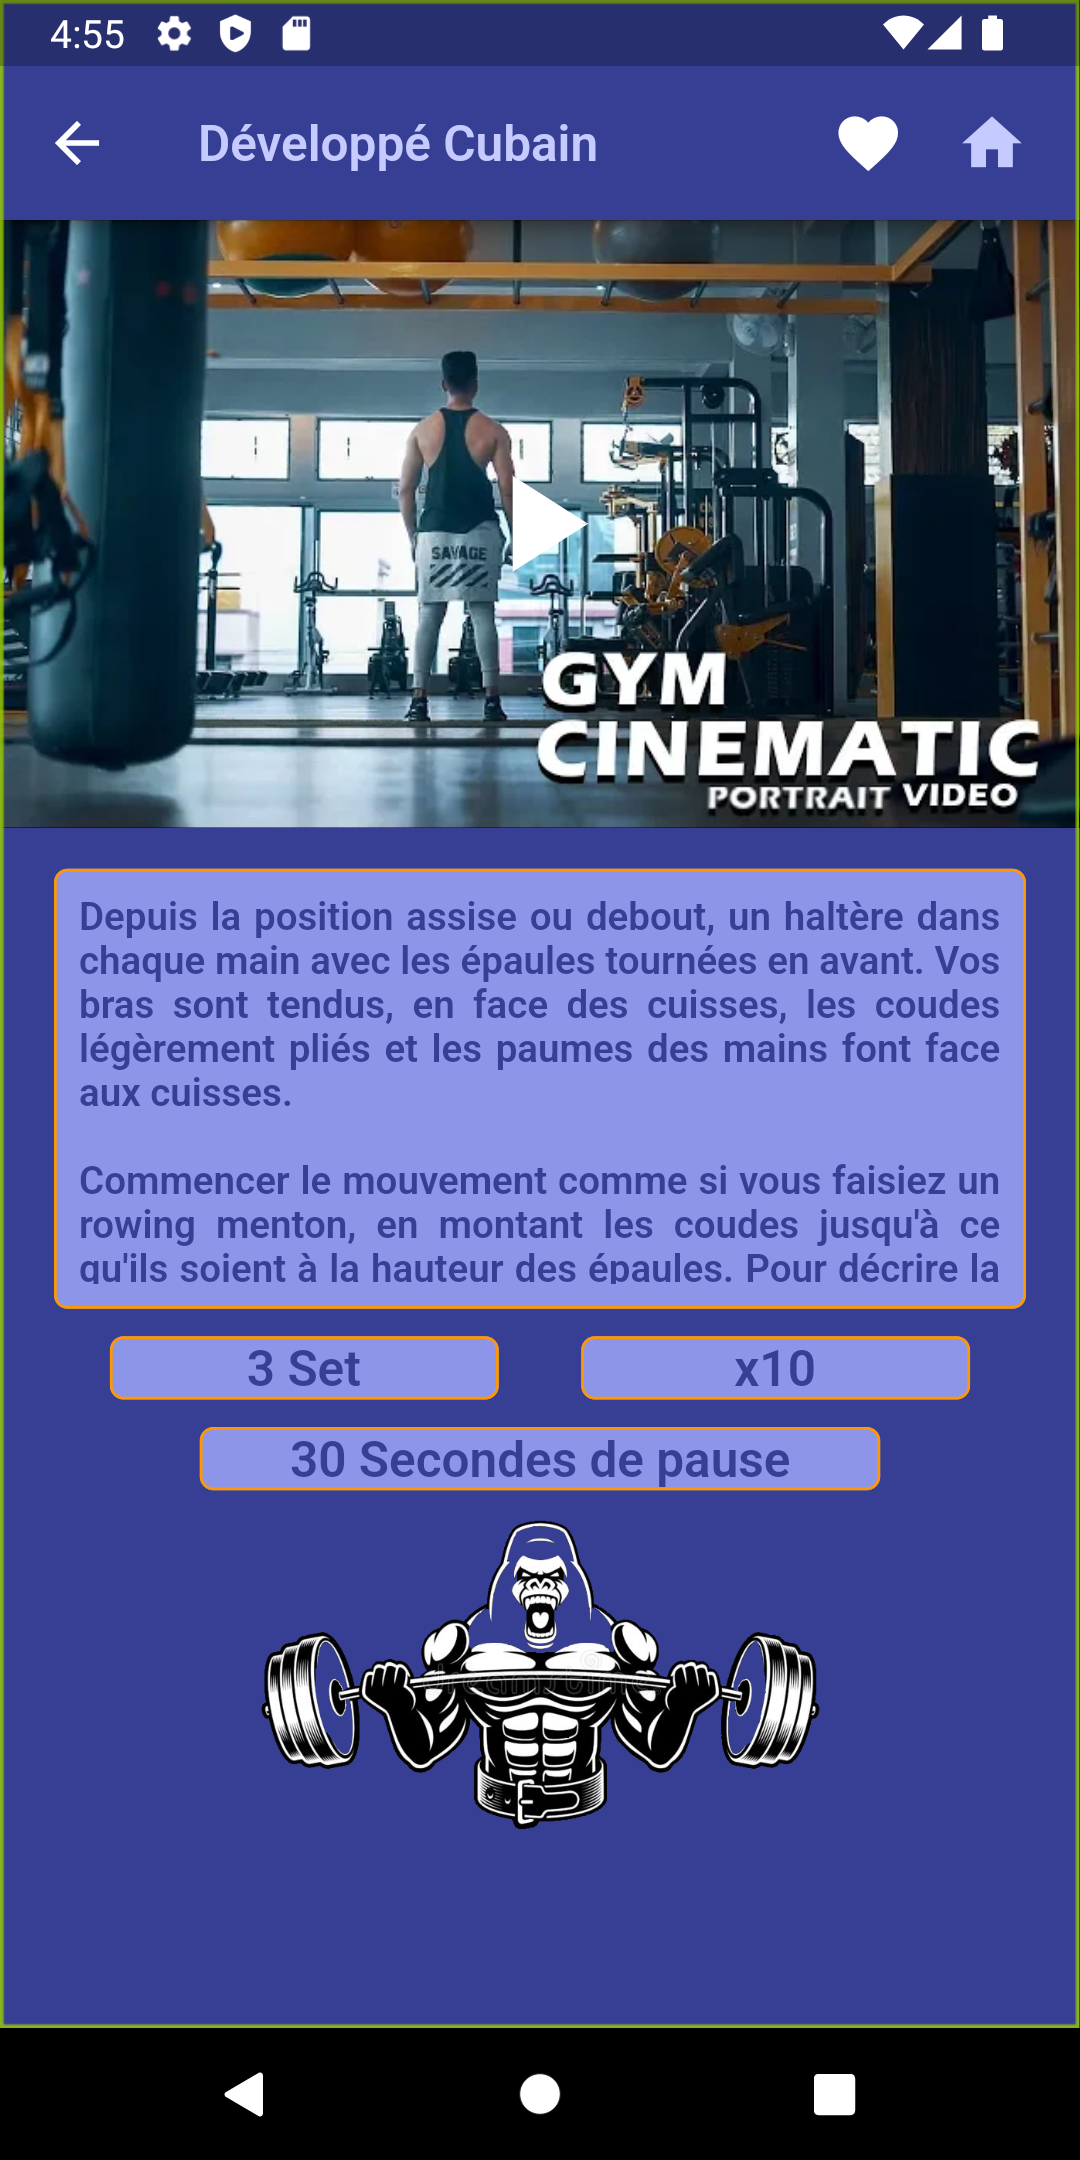 4:55
Développé Cubain
SAVAGE
GYM
CINEMATIC
PORTRAIT VIDEO
Depuis la position assise ou debout, un haltère dans
chaque main avec les épaules tournées en avant. Vos
bras sont tendus, en face des cuisses, les coudes
légèrement pliés et les paumes des mains font face
aux cuisses.
Commencer le mouvement comme si vous faisiez un
rowing menton, en montant les coudes jusqu'à ce
qu'ils soient à la hauteur des épaules. Pour décrire la
3 Set
x10
30 Secondes de pause